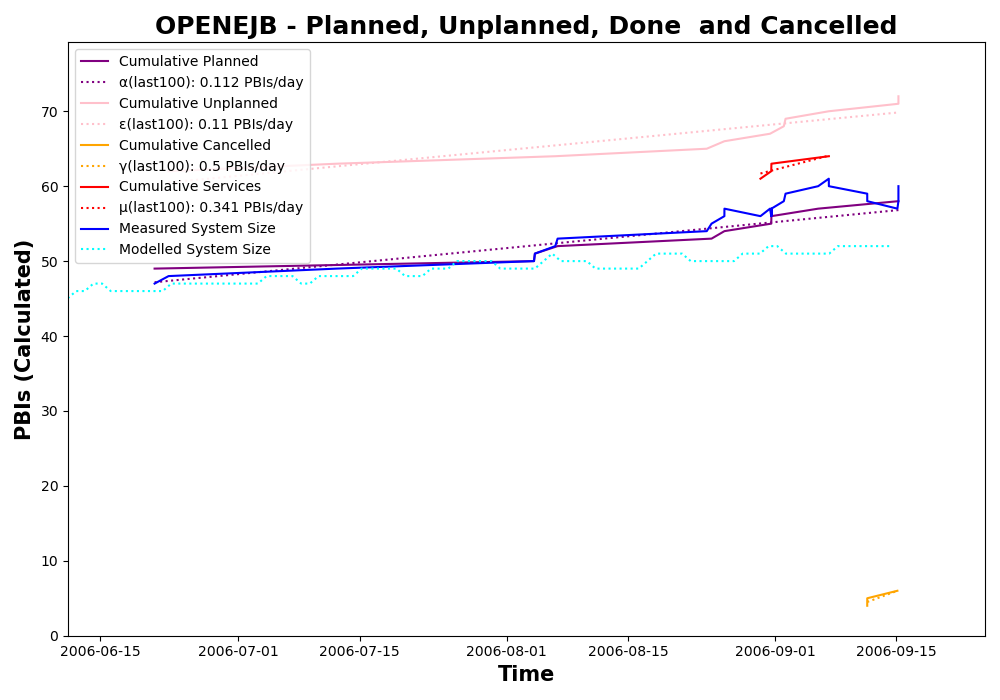 OPENEJB - Planned, Unplanned, Done  and Cancelled
Cumulative Planned
α(last100): 0.112 PBIs/day
Cumulative Unplanned
ε(last100): 0.11 PBIs/day
Cumulative Cancelled
γ(last100): 0.5 PBIs/day
Cumulative Services
μ(last100): 0.341 PBIs/day
Measured System Size
Modelled System Size
PBIs (Calculated)
70
60
50
40
30
20
10
0
2006-06-15 2006-07-01 2006-07-15 2006-08-01 2006-08-15 2006-09-01 2006-09-15
Time